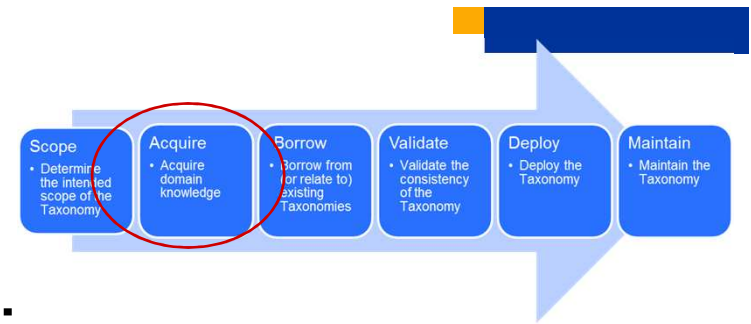 Scope
• Determine
the intended
scope of the
Taxonomy
Acquire
• Acquire
domain
knowledge
Borrow
• Borrow from
(or relate to)
existing
Taxonomies
Validate
• Validate the
consistency
of the
Taxonomy
Deploy
• Deploy the
Taxonomy
Maintain
• Maintain the
Taxonomy